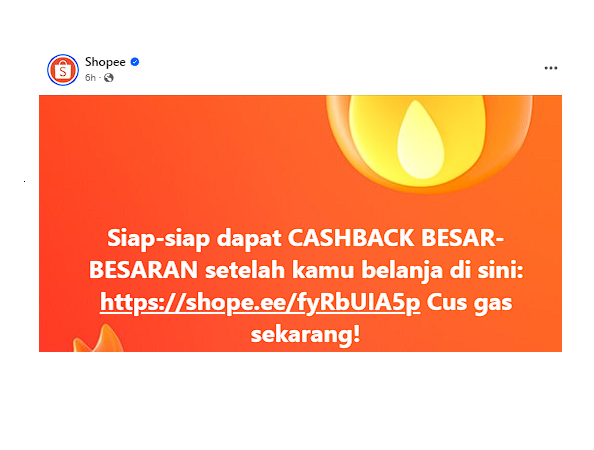 Shopee
6h ·
Siap-siap dapat CASHBACK BESAR-
BESARAN setelah kamu belanja di sini:
https://shope.ee/fyRbUIA5p Cus gas
sekarang!